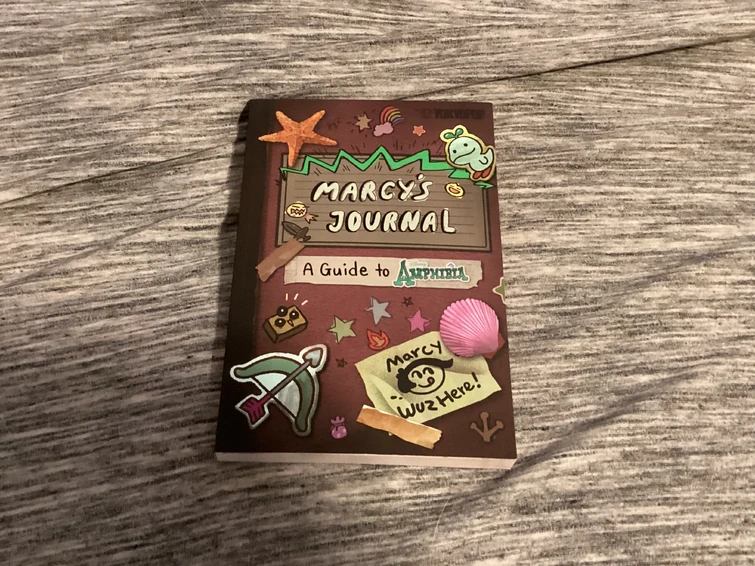 MARCY'S
JOURNAL
A Guide to AMPHIBIA
Marcy
Wuz Here!